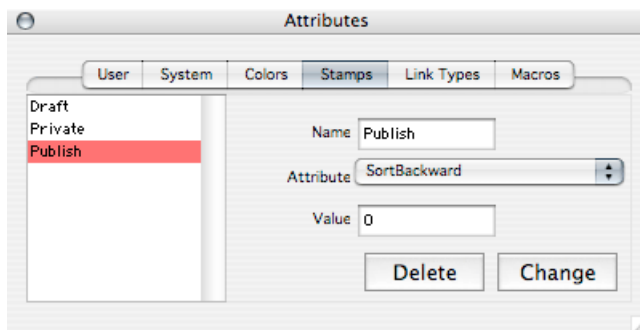 Attributes
User System Colors Stamps Link Types Macros
Draft
Private
Publish
Name Publish
Attribute SortBackward
Value 0
Delete Change